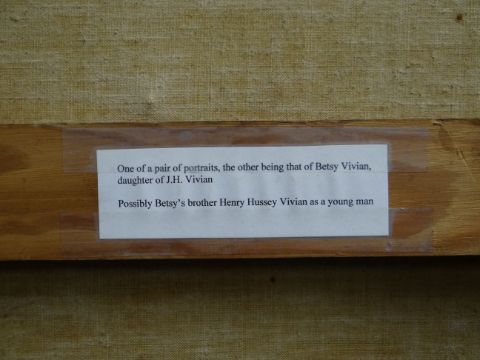 One of a pair of portraits, the other being that of Betsy Vivian,
daughter of J.H. Vivian
Possibly Betsy's brother Henry Hussey Vivian as a young man